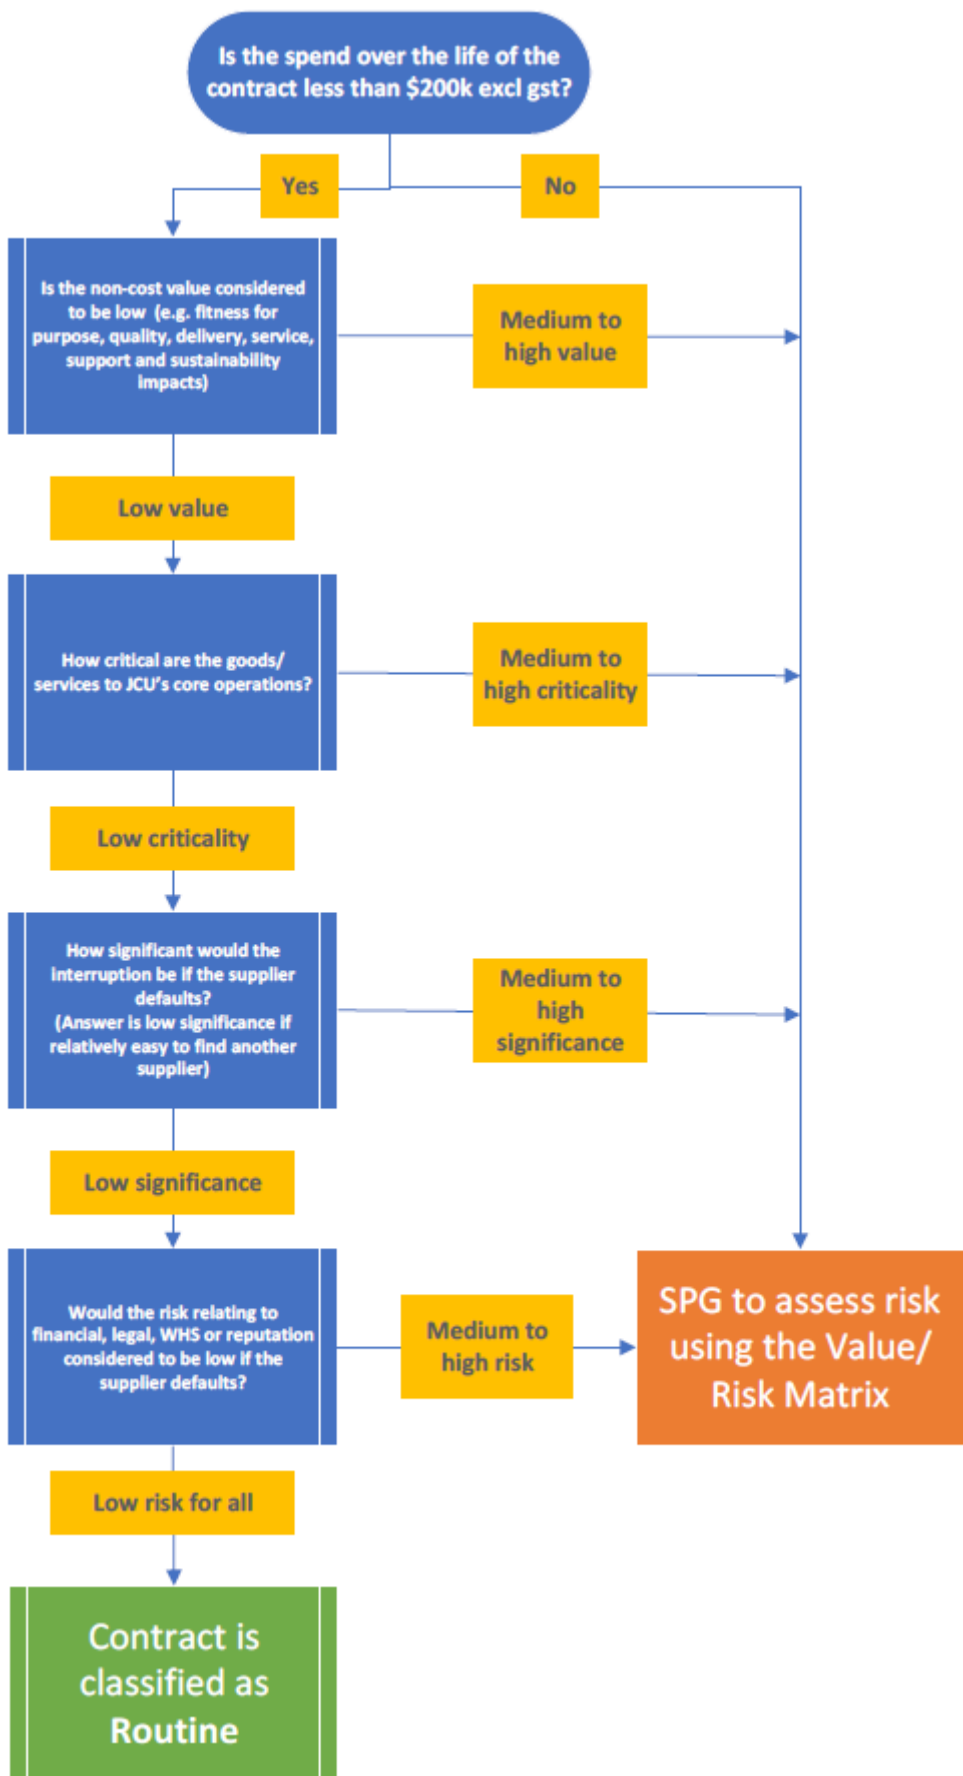 Is the spend over the life of the
contract less than $200k excl gst?
Yes
No
Is the non-cost value considered
to be low (e.g. fitness for
purpose, quality, delivery, service,
support and sustainability
impacts)
Medium to
high value
Low value
How critical are the goods/
services to JCU's core operations?
Medium to
high criticality
Low criticality
How significant would the
interruption be if the supplier
defaults?
(Answer is low significance if
relatively easy to find another
supplier)
Medium to
high
significance
Low significance
Would the risk relating to
financial, legal, WHS or reputation
considered to be low if the
supplier defaults?
Medium to
high risk
SPG to assess risk
using the Value/
Risk Matrix
Low risk for all
Contract is
classified as
Routine